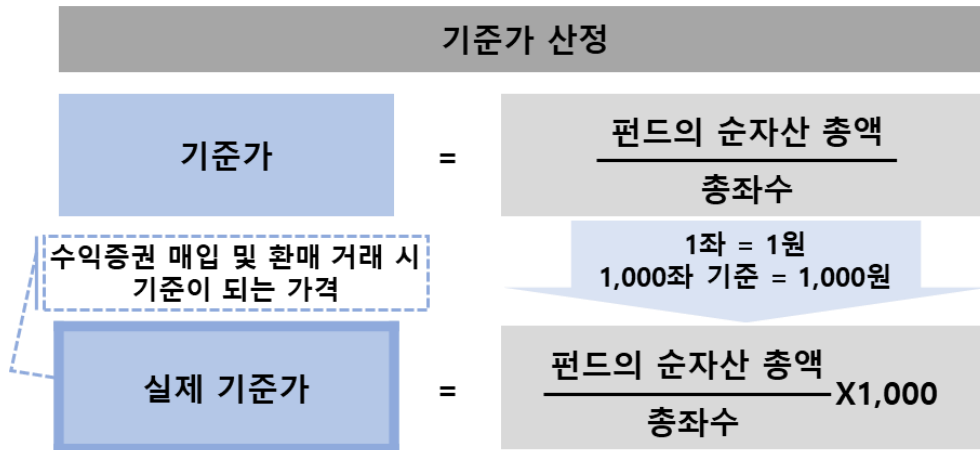 기준가 산정
기준가
=
펀드의 순자산 총액
총좌수
수익증권 매입 및 환매 거래 시
기준이 되는 가격
1좌 = 1원
1,000좌 기준 = 1,000원
실제 기준가
=
펀드의 순자산 총액
총좌수
X1,000